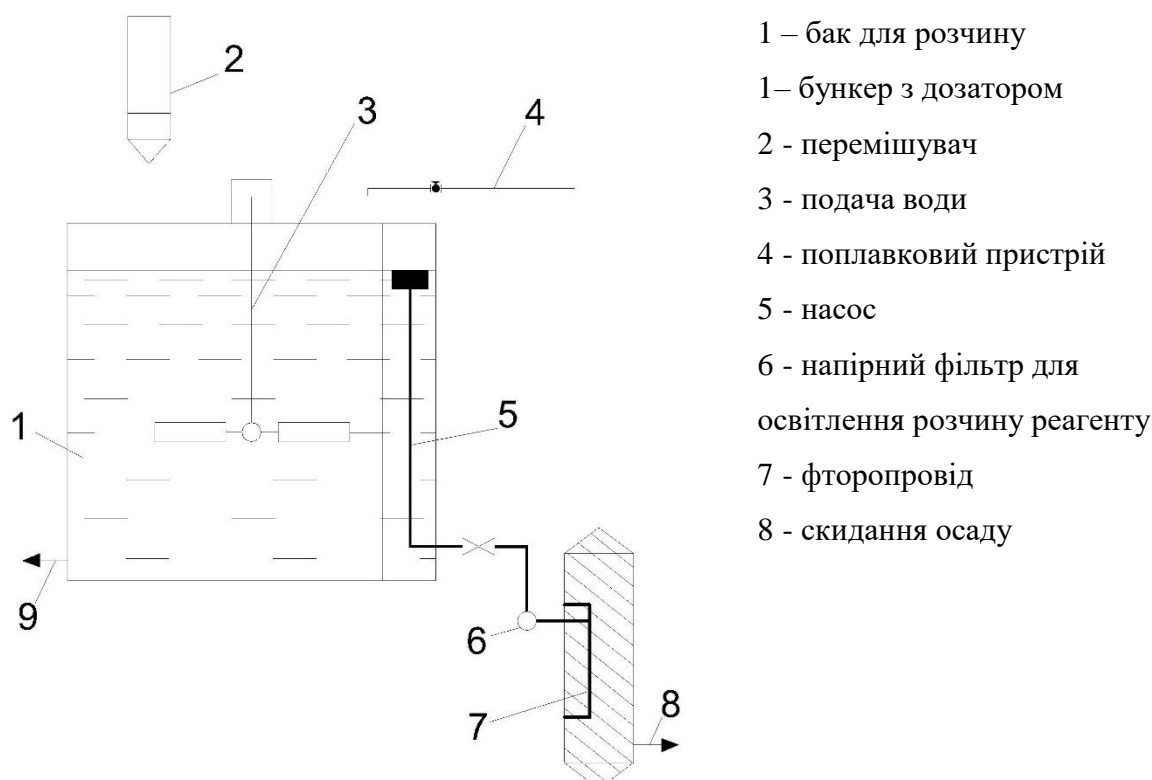 1 – бак для розчину
1– бункер з дозатором
2 - перемішувач
3 - подача води
4 - поплавковий пристрій
5 - насос
6 - напірний фільтр для
освітлення розчину реагенту
7 - фторопровід
8 - скидання осаду
2
3
4
1
5
9
6
7
8